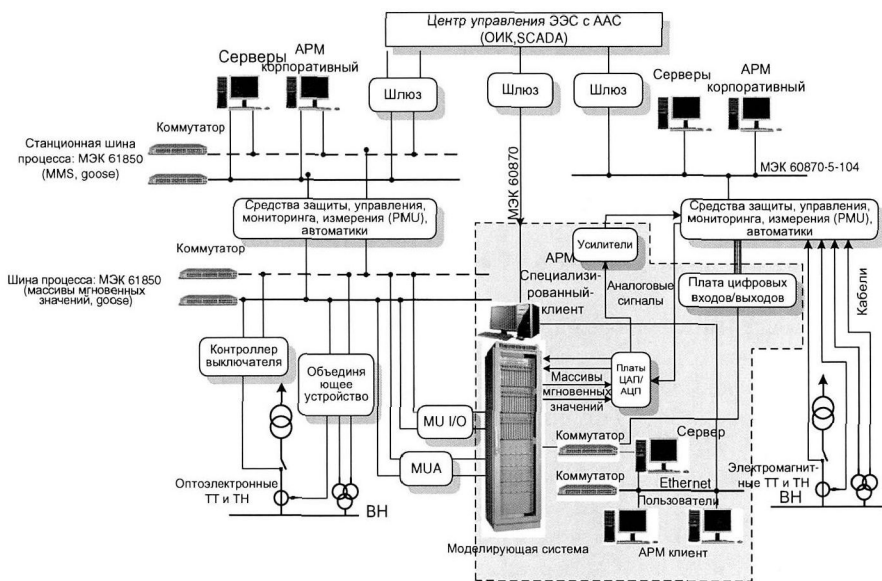 Центр управления ЭЭС с ААС
(ОИК,SCADA)
Серверы
АРМ
корпоративный
Шлюз
Шлюз
Шлюз
Серверы
АРМ
корпоративный
Коммутатор
Станционная шина
процесса: МЭК 61850
(MMS, goose)
МЭК 60870
МЭК 60870-5-104
Средства защиты, управления,
мониторинга, измерения (PMU),
автоматики
Средства защиты, управления,
мониторинга, измерения (PMU),
автоматики
Коммутатор
Шина процесса: МЭК 61850
(массивы мгновенных
значений, goose)
АРМ
Специализи-
рованный-
клиент
Усилители
Аналоговые
сигналы
Плата цифровых
входов/выходов
Кабели
Контроллер
выключателя
Объединя
ющее
устройство
Массивы
мгновенных
значений
Платы
ЦАП/
АЦП
MU I/O
MUA
Коммутатор
Сервер
Коммутатор
Ethernet
Пользователи
Оптоэлектронные
ТТ и ТН
ВН
Электромагнит-
ные ТТ и ТН
ВН
Моделирующая система
АРМ клиент